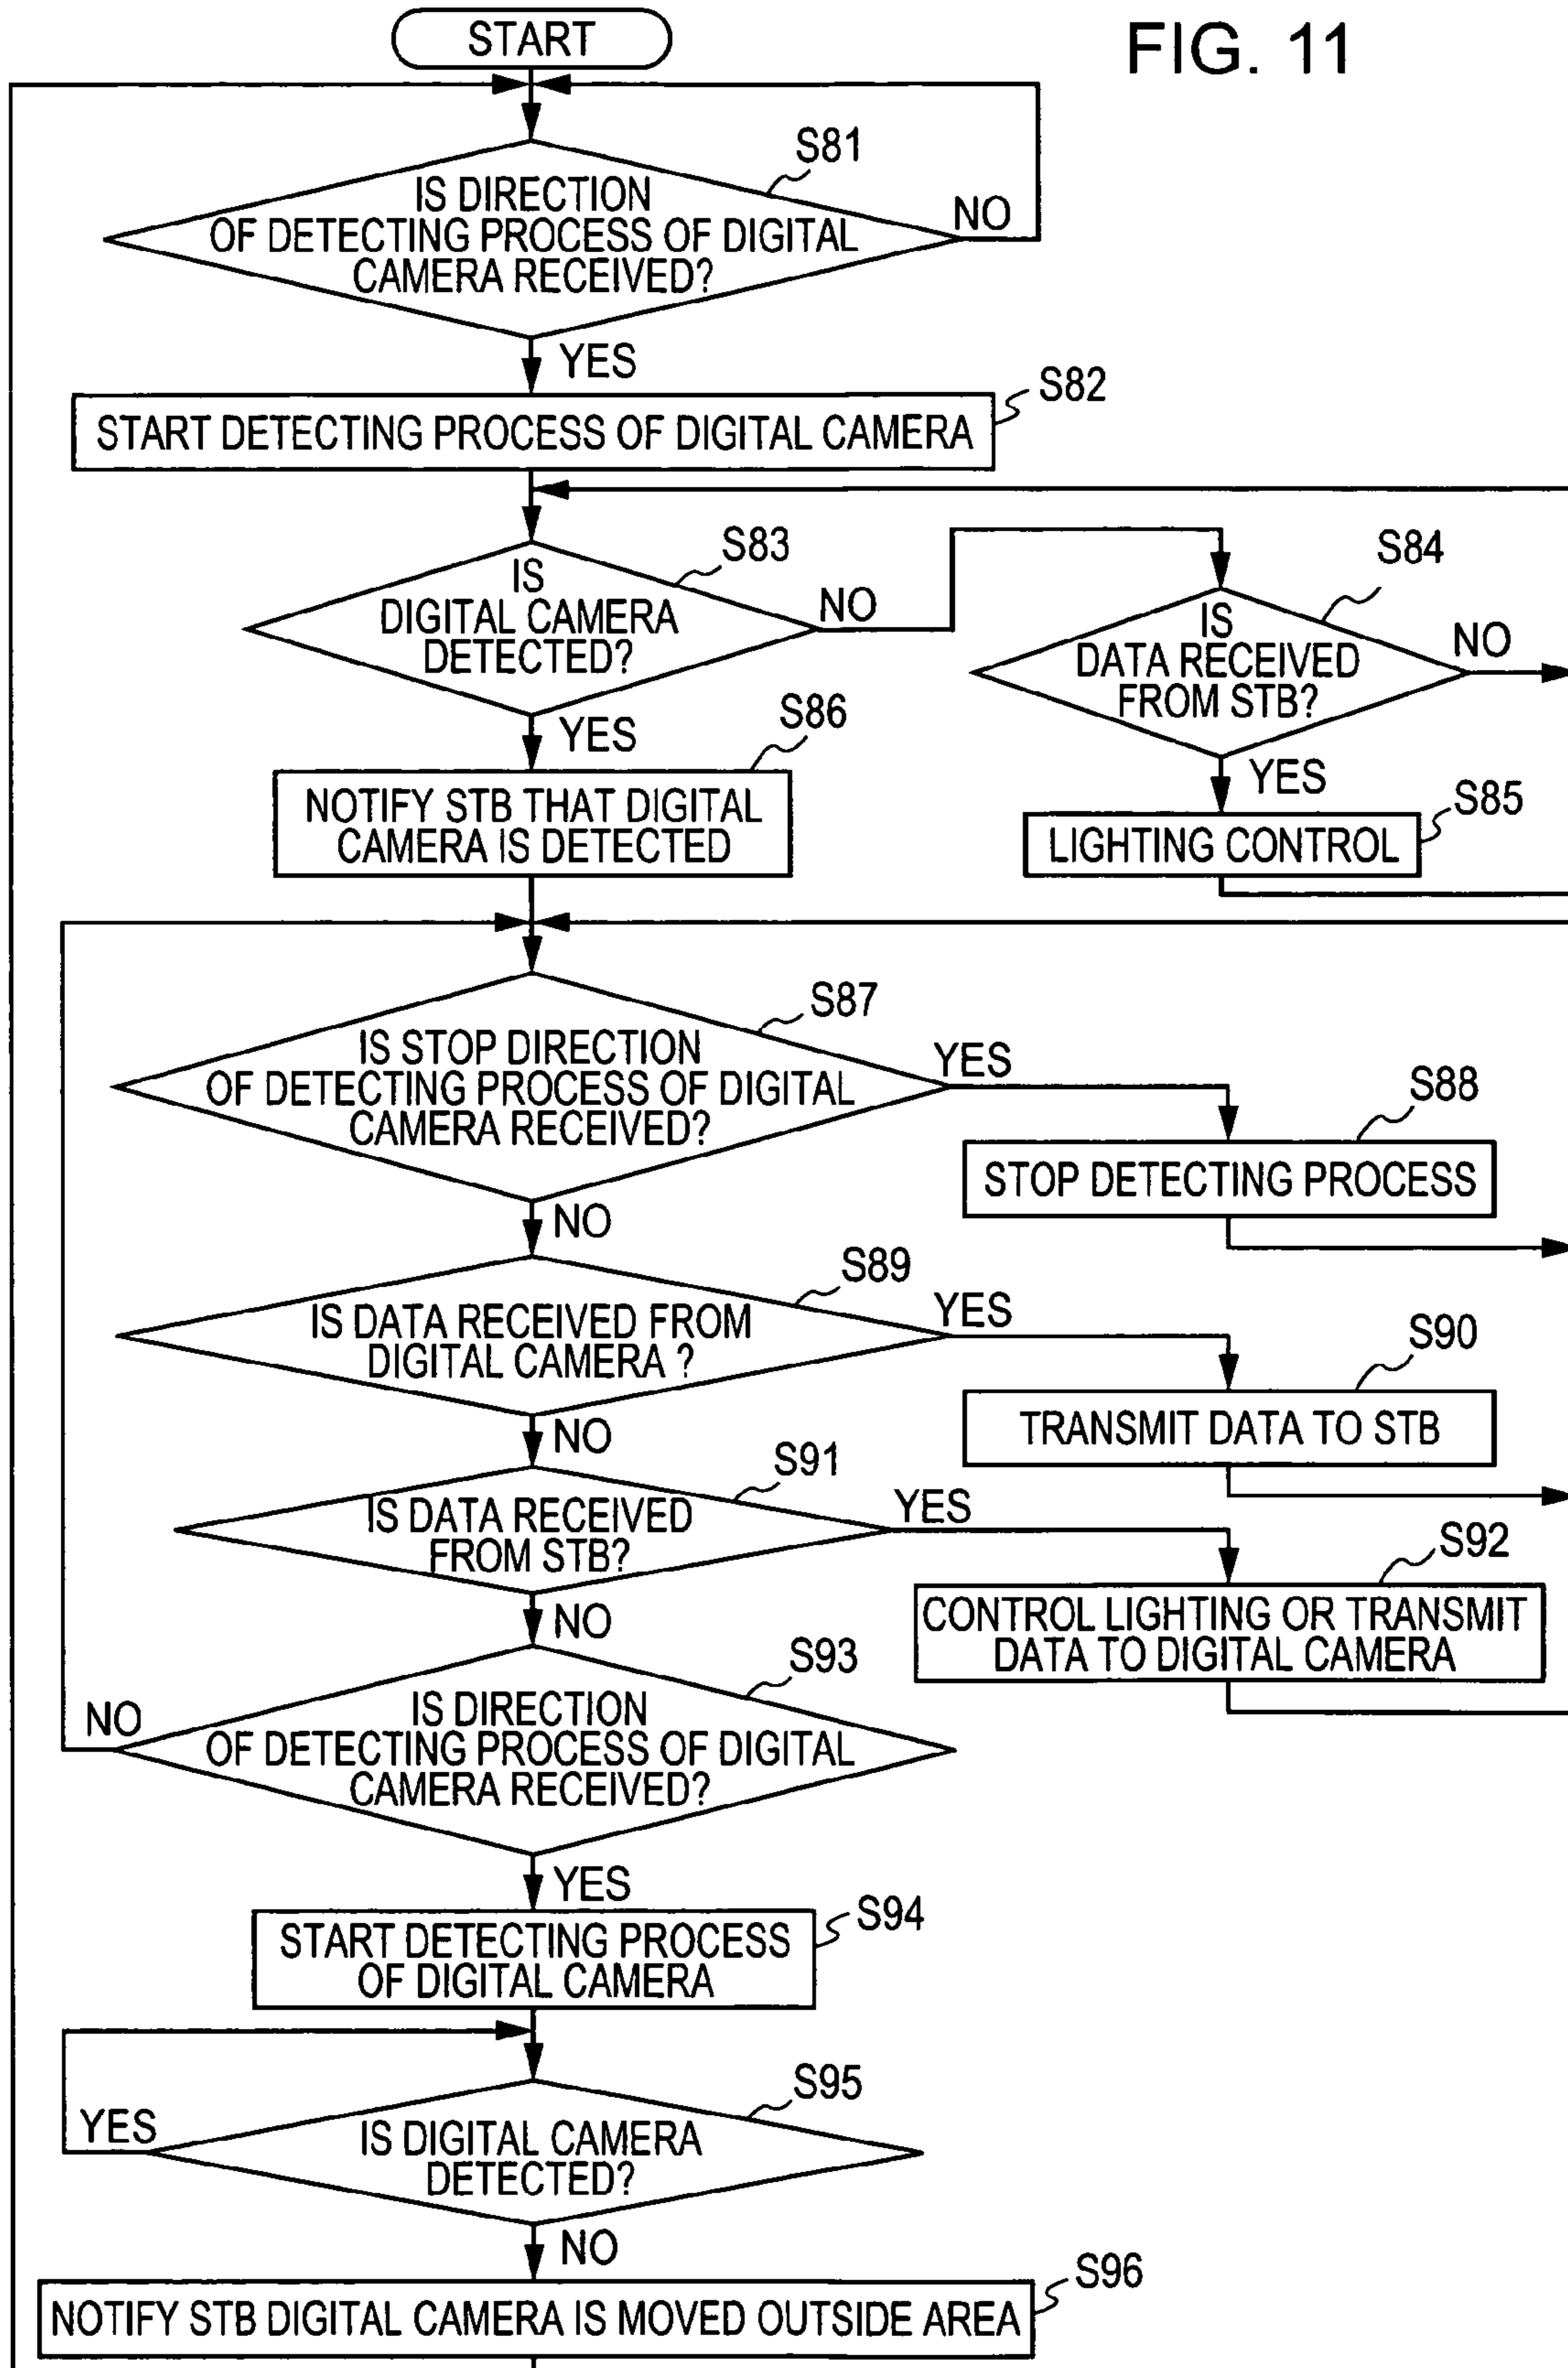 FIG. 11
START
S81
IS DIRECTION
OF DETECTING PROCESS OF DIGITAL
CAMERA RECEIVED?
NO
YES
S82
START DETECTING PROCESS OF DIGITAL CAMERA
S83
IS
DIGITAL CAMERA
DETECTED?
NO
S84
IS
DATA RECEIVED
FROM STB?
NO
YES
S85
LIGHTING CONTROL
YES
S86
NOTIFY STB THAT DIGITAL
CAMERA IS DETECTED
S87
IS STOP DIRECTION
OF DETECTING PROCESS OF DIGITAL
CAMERA RECEIVED?
YES
S88
STOP DETECTING PROCESS
NO
S89
IS DATA RECEIVED FROM
DIGITAL CAMERA ?
YES
S90
TRANSMIT DATA TO STB
NO
S91
IS DATA RECEIVED
FROM STB?
YES
S92
CONTROL LIGHTING OR TRANSMIT
DATA TO DIGITAL CAMERA
NO
S93
IS DIRECTION
OF DETECTING PROCESS OF DIGITAL
CAMERA RECEIVED?
NO
YES
S94
START DETECTING PROCESS
OF DIGITAL CAMERA
S95
IS DIGITAL CAMERA
DETECTED?
YES
NO
S96
NOTIFY STB DIGITAL CAMERA IS MOVED OUTSIDE AREA